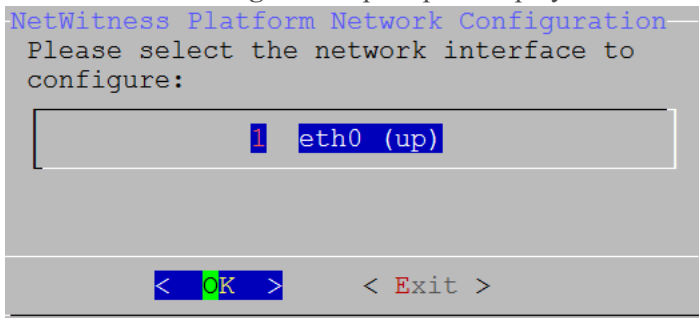 NetWitness Platform Network Configuration
Please select the network interface to
configure:
1 eth0 (up)
< OK > < Exit >